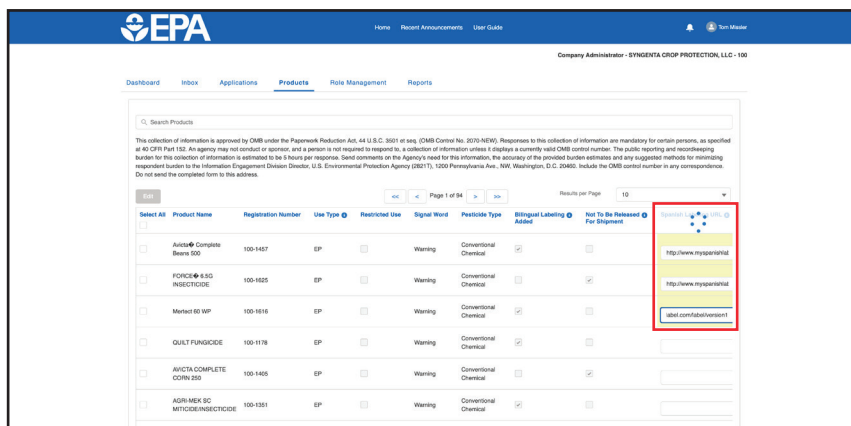 EPA
Home Recent Announcements User Guide
Tom Missler
Company Administrator - SYNGENTA CROP PROTECTION, LLC - 100
Dashboard Inbox Applications Products Role Management Reports
Search Products
This collection of information is approved by OMB under the Paperwork Reduction Act, 44 U.S.C. 3501 et seq. (OMB Control No. 2070-NEW). Responses to this collection of information are mandatory for certain persons, as specified
at 40 CFR Part 152. An agency may not conduct or sponsor, and a person is not required to respond to, a collection of information unless it displays a currently valid OMB control number. The public reporting and recordkeeping
burden for this collection of information is estimated to be 5 hours per response. Send comments on the Agency's need for this information, the accuracy of the provided burden estimates and any suggested methods for minimizing
respondent burden to the Information Engagement Division Director, U.S. Environmental Protection Agency (2821T), 1200 Pennsylvania Ave., NW, Washington, D.C. 20460. Include the OMB control number in any correspondence.
Do not send the completed form to this address.
Edit << < Page 1 of 94 > >> Results per Page 10
Select All Product Name Registration Number Use Type Restricted Use Signal Word Pesticide Type Bilingual Labeling Added Not To Be Released For Shipment Spanish Labeling URL
Avicta� Complete Beans 500 100-1457 EP Warning Conventional Chemical http://www.myspanishlat
FORCE� 6.5G INSECTICIDE 100-1625 EP Warning Conventional Chemical http://www.myspanishlat
Mertect 60 WP 100-1616 EP Warning Conventional Chemical label.com/label/version1
QUILT FUNGICIDE 100-1178 EP Warning Conventional Chemical
AVICTA COMPLETE CORN 250 100-1405 EP Warning Conventional Chemical
AGRI-MEK SC MITICIDE/INSECTICIDE 100-1351 EP Warning Conventional Chemical